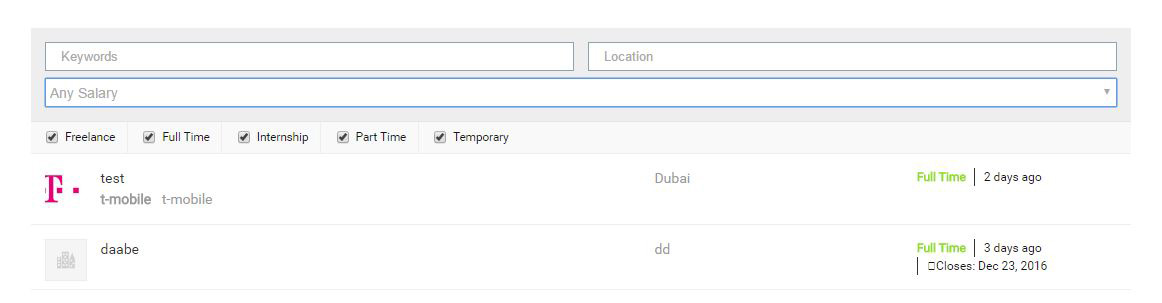 Keywords Location
Any Salary
Freelance Full Time Internship Part Time Temporary
test Dubai Full Time 2 days ago
t-mobile t-mobile
daabe dd Full Time 3 days ago
Closes: Dec 23, 2016